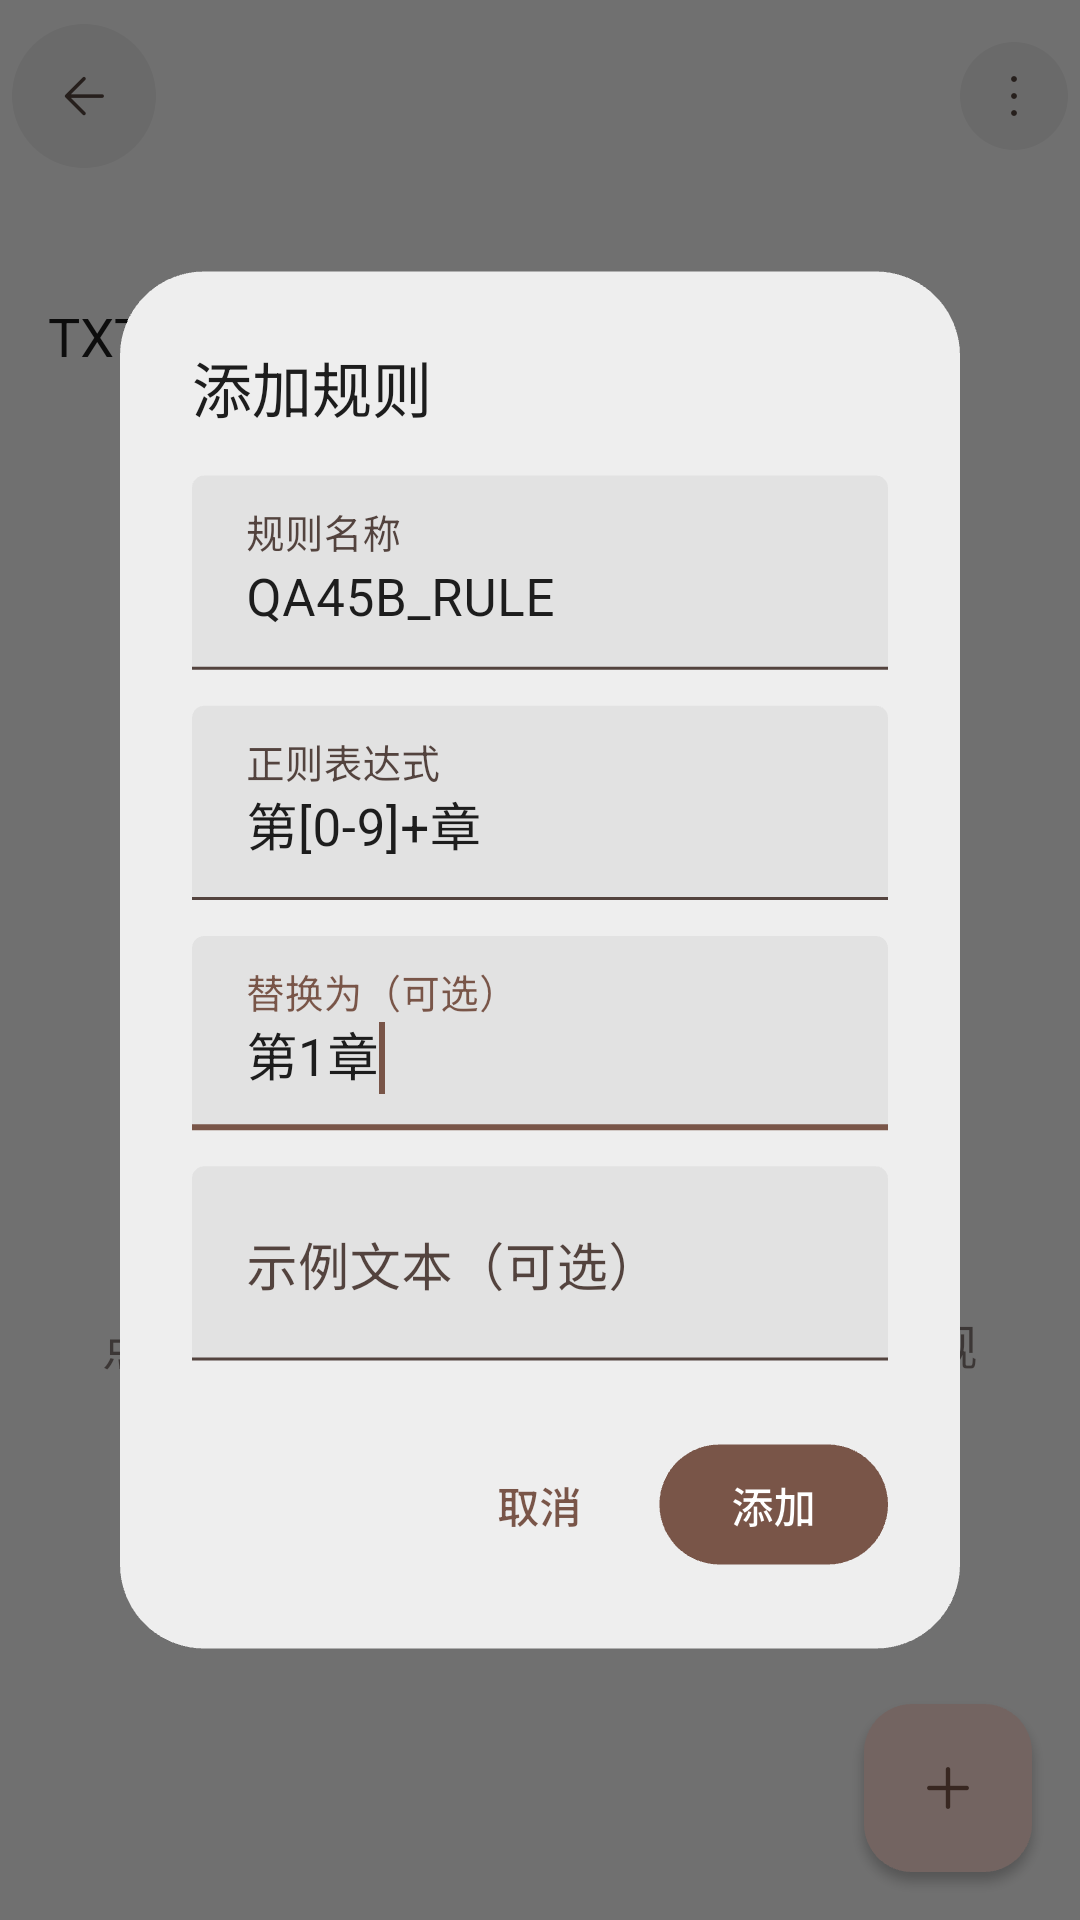 TXT
添加规则
规则名称
QA45B_RULE
正则表达式
第[0-9]+章
替换为（可选）
第1章
示例文本（可选）
取消
添加